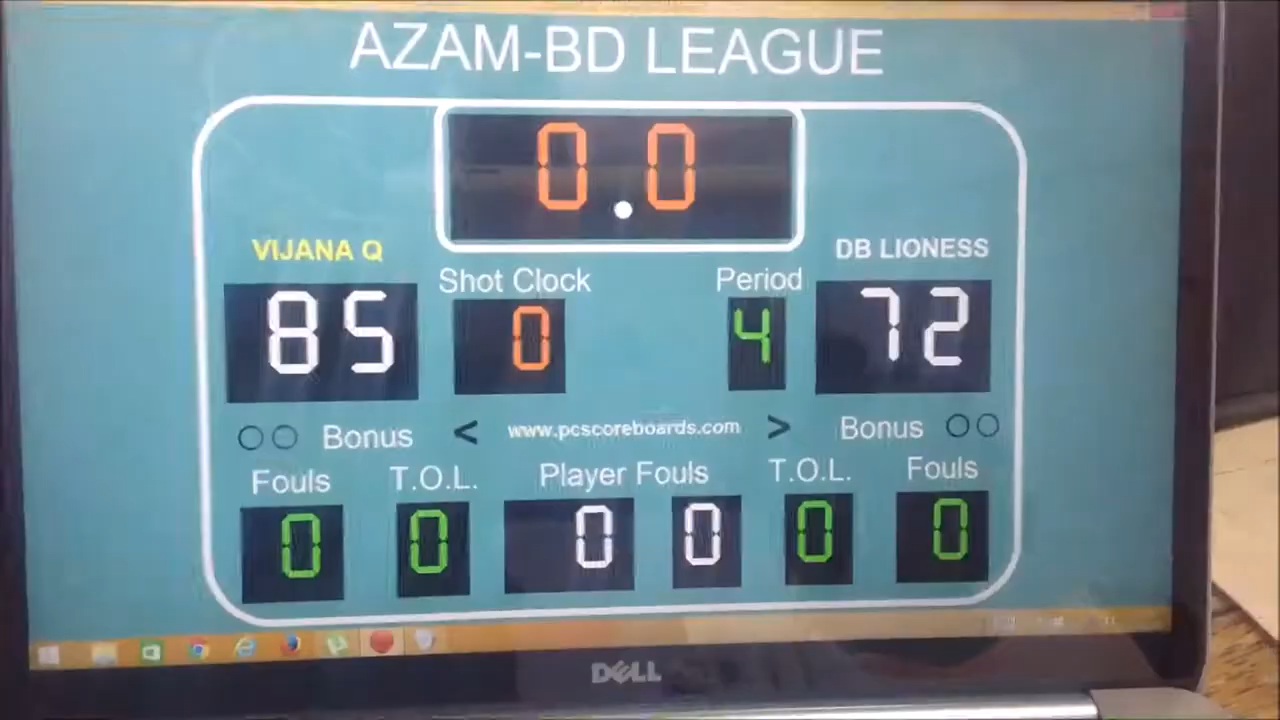 AZAM-BD LEAGUE
0.0
VIJANA Q
DB LIONESS
Shot Clock
Period
85
0
4
72
Bonus
<
www.pcscoreboards.com
>
Bonus
Fouls
T.O.L.
Player Fouls
T.O.L.
Fouls
0
0
0
0
0
0
DELL